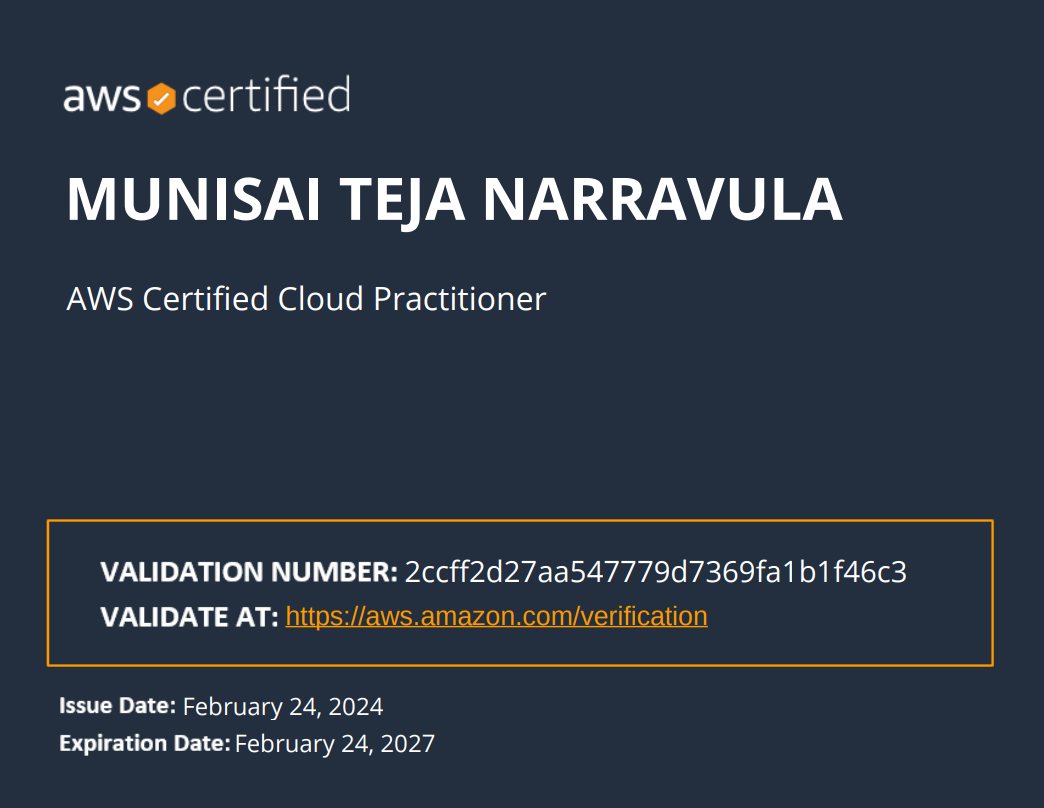 aws certified
MUNISAI TEJA NARRAVULA
AWS Certified Cloud Practitioner
VALIDATION NUMBER: 2ccff2d27aa547779d7369fa1b1f46c3
VALIDATE AT: https://aws.amazon.com/verification
Issue Date: February 24, 2024
Expiration Date: February 24, 2027